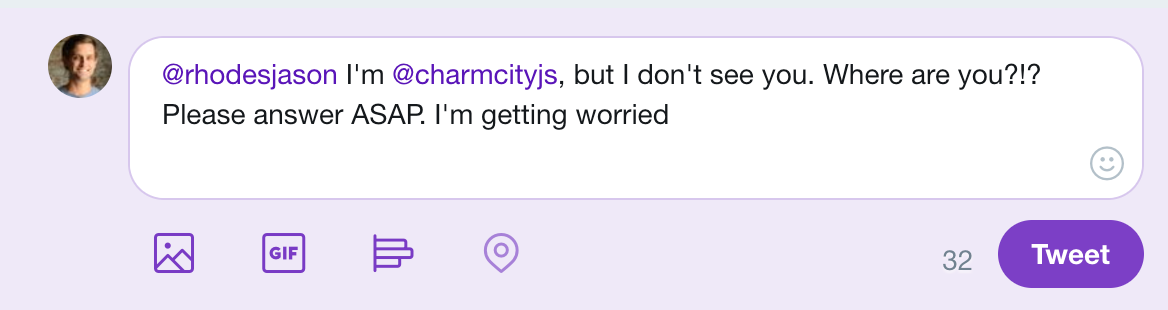 @rhodesjason I'm @charmcityjs, but I don't see you. Where are you?!?
Please answer ASAP. I'm getting worried
GIF
32
Tweet